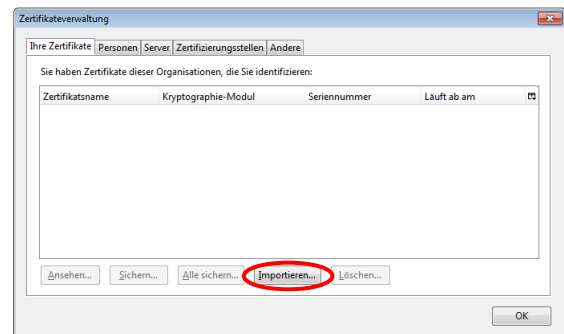 Zertifikateverwaltung
Ihre Zertifikate Personen Server Zertifizierungsstellen Andere
Sie haben Zertifikate dieser Organisationen, die Sie identifizieren:
Zertifikatsname Kryptographie-Modul Seriennummer Läuft ab am
Ansehen... Sichern... Alle sichern... Importieren... Löschen...
OK